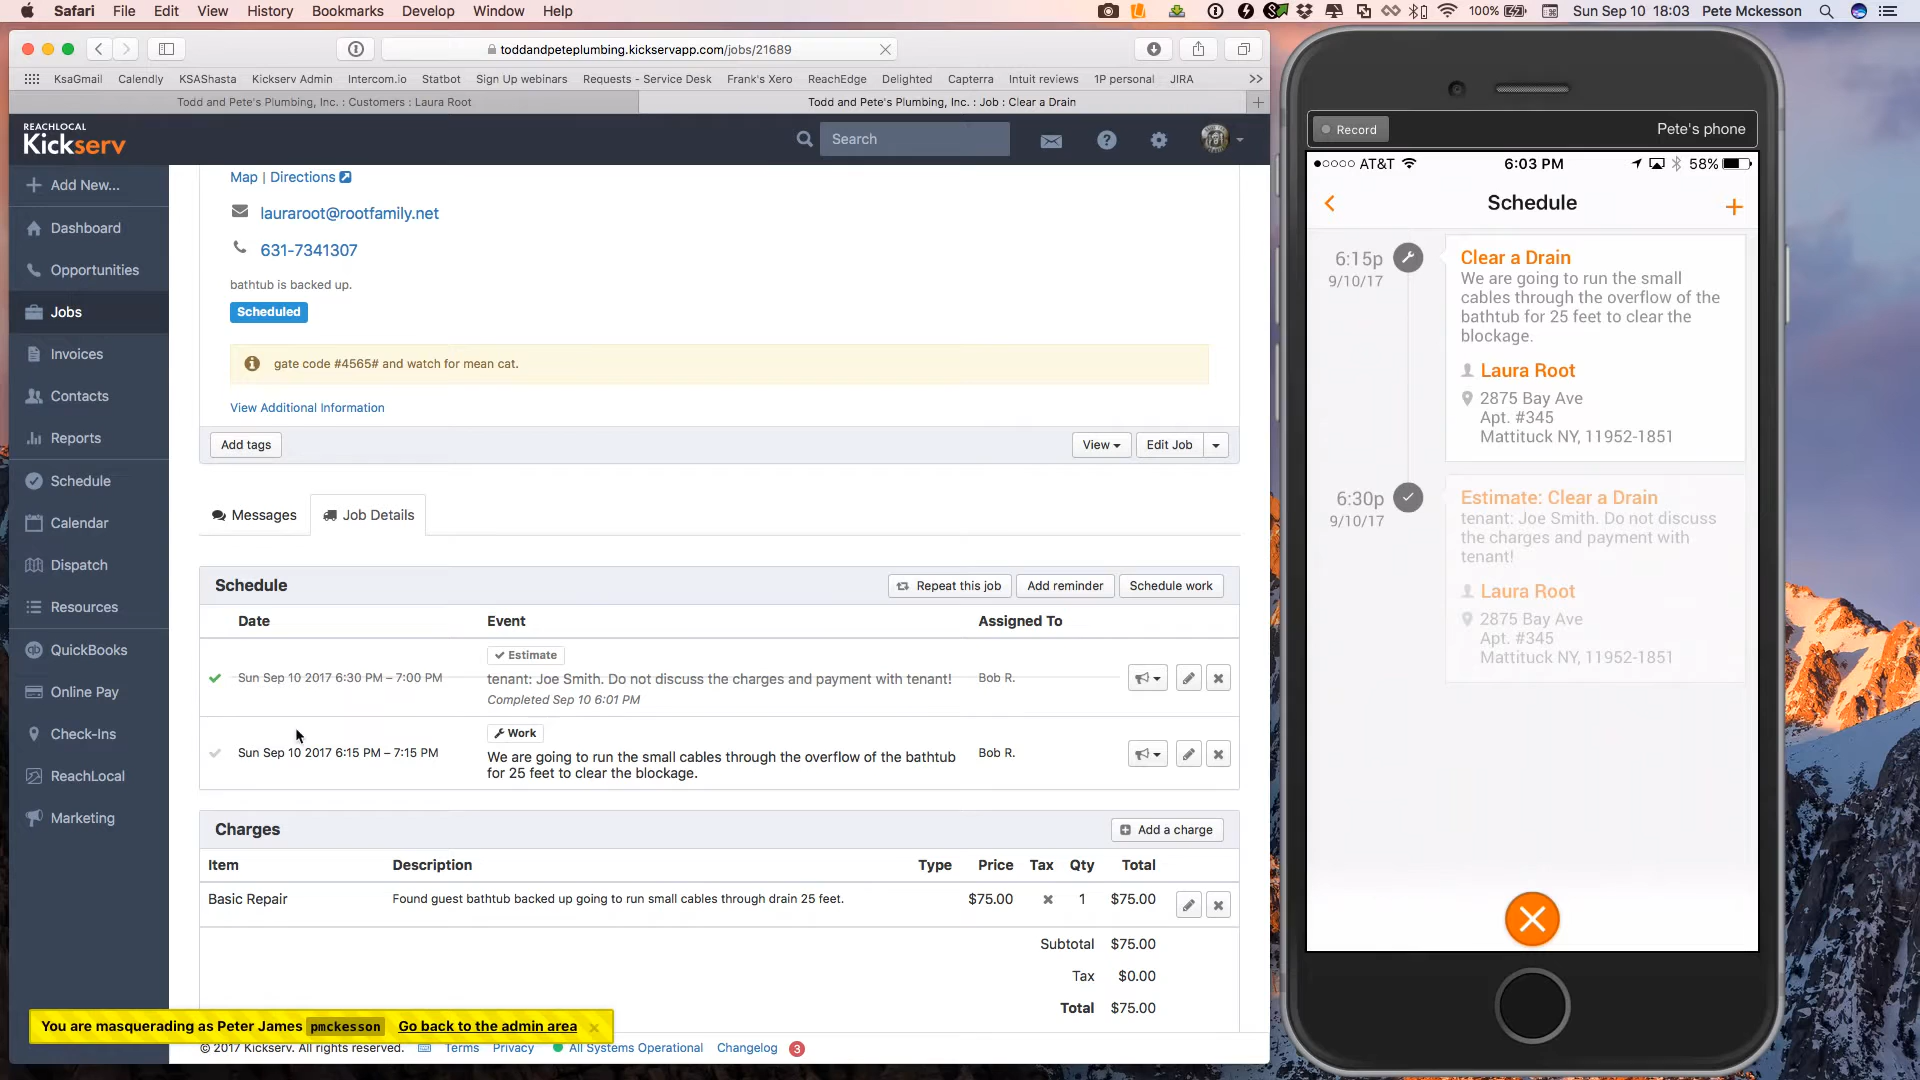 Safari File Edit View History Bookmarks Develop Window Help
100% Sun Sep 10 18:03 Pete Mckesson
toddandpeteplumbing.kickservapp.com/jobs/21689
KsaGmail Calendly KSAShasta Kickserv Admin Intercom.io Statbot Sign Up webinars Requests - Service Desk Frank's Xero ReachEdge Delighted Capterra Intuit reviews 1P personal JIRA >>
Todd and Pete's Plumbing, Inc. : Customers : Laura Root
Todd and Pete's Plumbing, Inc. : Job : Clear a Drain
REACHLOCAL
Kickserv
Search
Add New...
Dashboard
Opportunities
Jobs
Invoices
Contacts
Reports
Schedule
Calendar
Dispatch
Resources
QuickBooks
Online Pay
Check-Ins
ReachLocal
Marketing
Map | Directions
lauraroot@rootfamily.net
631-7341307
bathtub is backed up.
Scheduled
gate code #4565# and watch for mean cat.
View Additional Information
Add tags
View
Edit Job
Messages
Job Details
Schedule
Repeat this job
Add reminder
Schedule work
Date Event Assigned To
Estimate
Sun Sep 10 2017 6:30 PM – 7:00 PM tenant: Joe Smith. Do not discuss the charges and payment with tenant! Bob R.
Completed Sep 10 6:01 PM
Work
Sun Sep 10 2017 6:15 PM – 7:15 PM We are going to run the small cables through the overflow of the bathtub Bob R.
for 25 feet to clear the blockage.
Charges
Add a charge
Item Description Type Price Tax Qty Total
Basic Repair Found guest bathtub backed up going to run small cables through drain 25 feet. $75.00 1 $75.00
Subtotal $75.00
Tax $0.00
Total $75.00
You are masquerading as Peter James pmckesson Go back to the admin area
© 2017 Kickserv. All rights reserved. Terms Privacy All Systems Operational Changelog 3
Record
Pete's phone
AT&T 6:03 PM 58%
Schedule
6:15p
9/10/17
Clear a Drain
We are going to run the small
cables through the overflow of the
bathtub for 25 feet to clear the
blockage.
Laura Root
2875 Bay Ave
Apt. #345
Mattituck NY, 11952-1851
6:30p
9/10/17
Estimate: Clear a Drain
tenant: Joe Smith. Do not discuss
the charges and payment with
tenant!
Laura Root
2875 Bay Ave
Apt. #345
Mattituck NY, 11952-1851